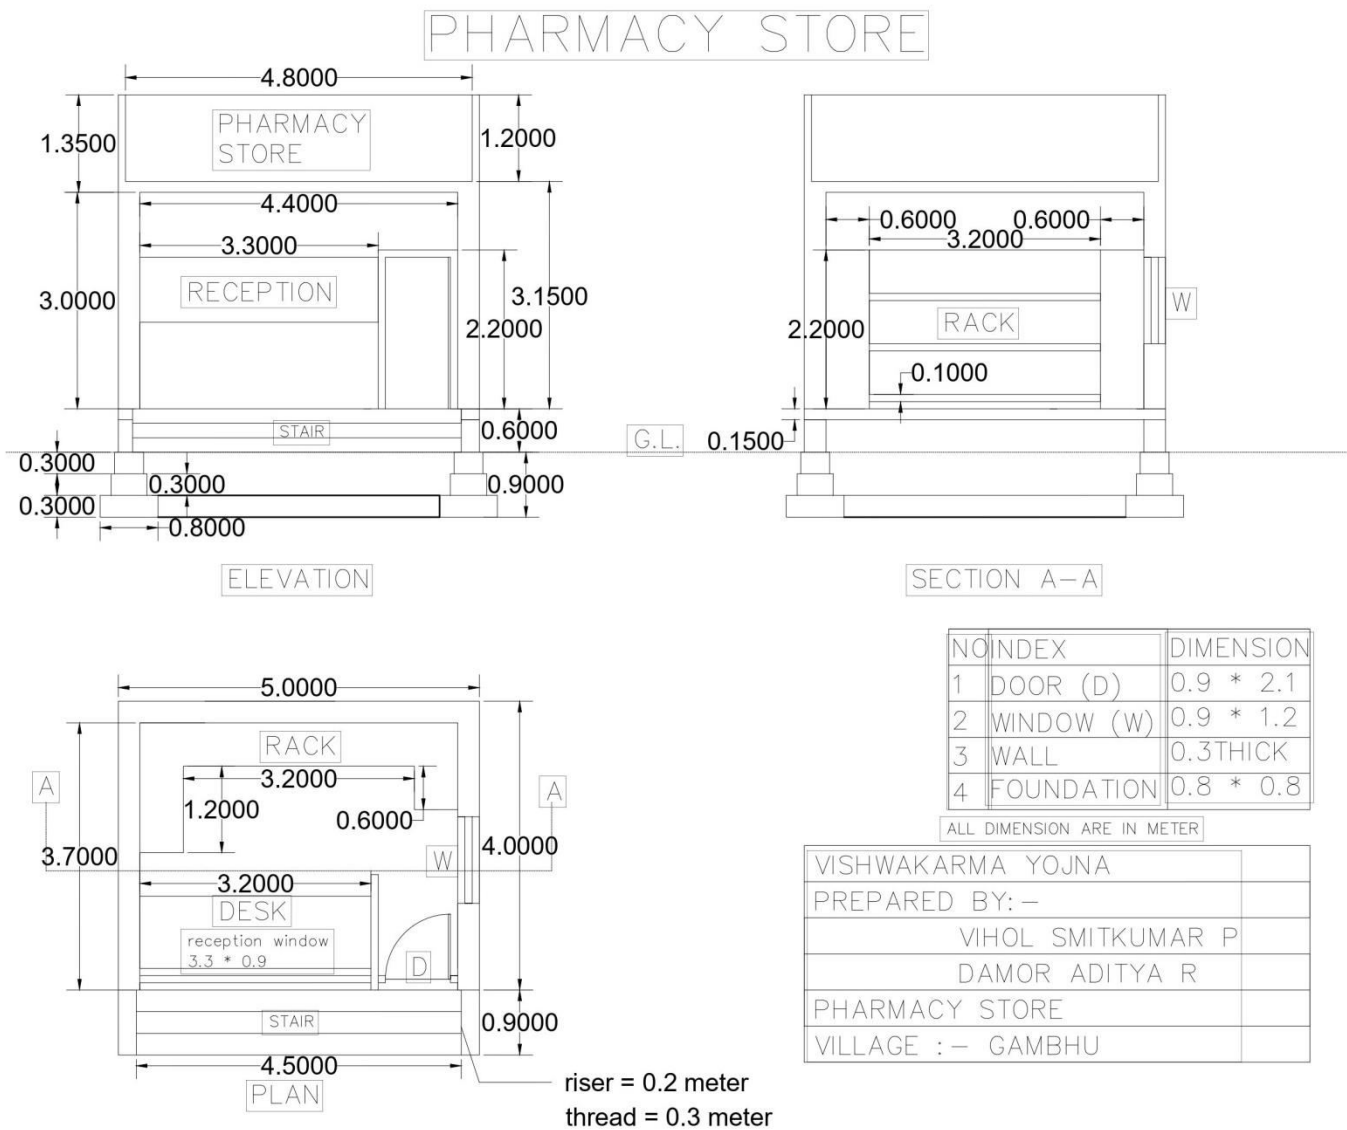 PHARMACY STORE
4.8000
1.3500
PHARMACY
STORE
1.2000
4.4000
3.3000
3.0000
RECEPTION
3.1500
2.2000
STAIR
0.6000
0.3000
0.3000
0.3000
0.9000
0.8000
ELEVATION
0.6000
0.6000
3.2000
W
2.2000
RACK
0.1000
G.L.
0.1500
SECTION A-A
5.0000
RACK
3.2000
A
A
1.2000
0.6000
3.7000
W
4.0000
3.2000
DESK
reception window
3.3 * 0.9
D
STAIR
0.9000
4.5000
PLAN
riser = 0.2 meter
thread = 0.3 meter
NO INDEX DIMENSION
1 DOOR (D) 0.9 * 2.1
2 WINDOW (W) 0.9 * 1.2
3 WALL 0.3THICK
4 FOUNDATION 0.8 * 0.8
ALL DIMENSION ARE IN METER
VISHWAKARMA YOJNA
PREPARED BY:-
VIHOL SMITKUMAR P
DAMOR ADITYA R
PHARMACY STORE
VILLAGE :- GAMBHU